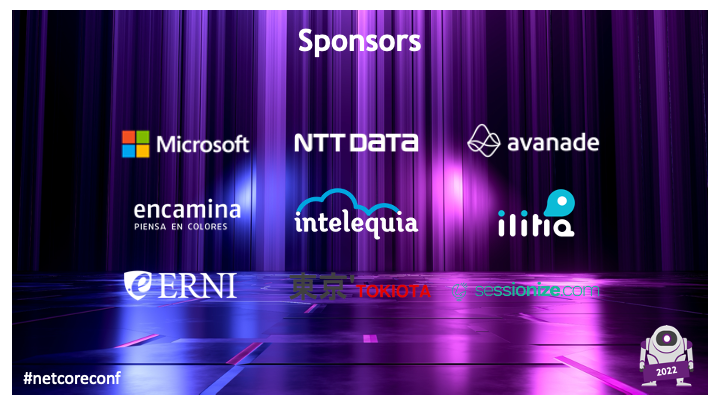 Sponsors
Microsoft
NTT DATA
avanade
encamina
PIENSA EN COLORES
intelequia
ilitia
ERNI
東京 TOKIOTA
sessionize.com
#netcoreconf
2022